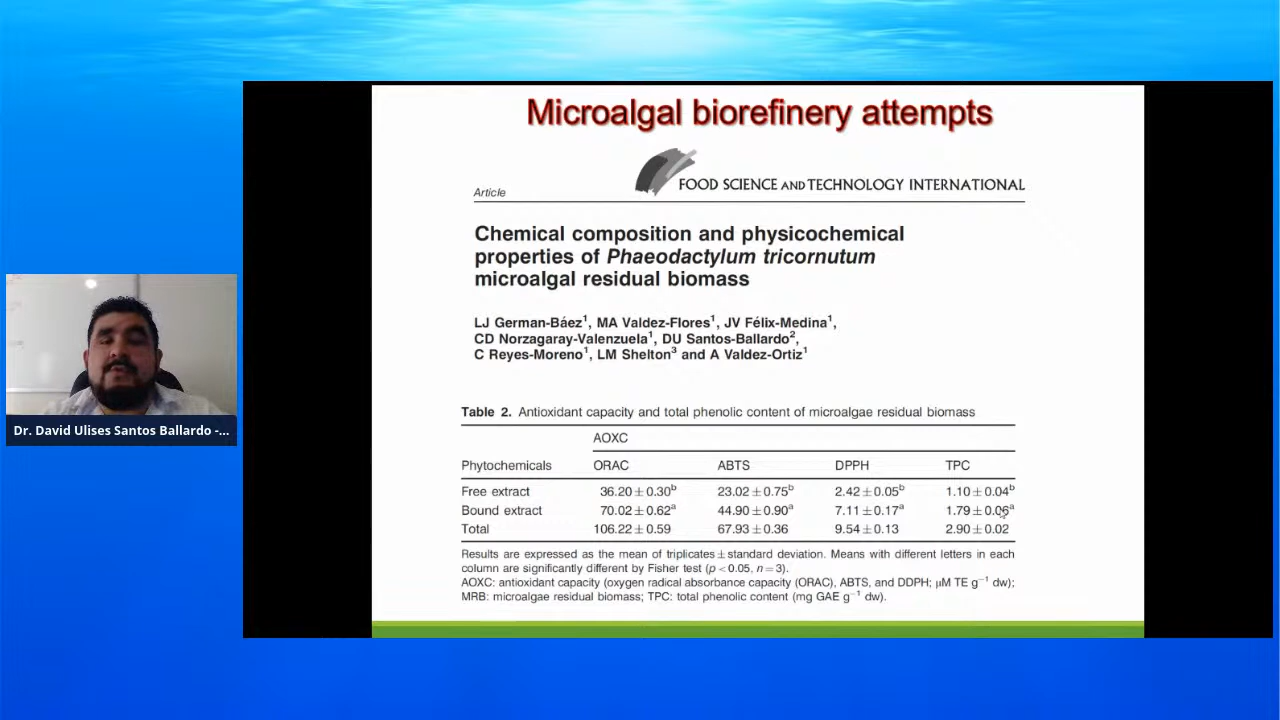 Microalgal biorefinery attempts
Article
FOOD SCIENCE AND TECHNOLOGY INTERNATIONAL
Chemical composition and physicochemical
properties of Phaeodactylum tricornutum
microalgal residual biomass
LJ German-Báez1, MA Valdez-Flores1, JV Félix-Medina1,
CD Norzagaray-Valenzuela1, DU Santos-Ballardo2,
C Reyes-Moreno1, LM Shelton3 and A Valdez-Ortiz1
Table 2. Antioxidant capacity and total phenolic content of microalgae residual biomass
AOXC
Phytochemicals ORAC ABTS DPPH TPC
Free extract 36.20 ± 0.30b 23.02 ± 0.75b 2.42 ± 0.05b 1.10 ± 0.04b
Bound extract 70.02 ± 0.62a 44.90 ± 0.90a 7.11 ± 0.17a 1.79 ± 0.06a
Total 106.22 ± 0.59 67.93 ± 0.36 9.54 ± 0.13 2.90 ± 0.02
Results are expressed as the mean of triplicates ± standard deviation. Means with different letters in each
column are significantly different by Fisher test (p < 0.05, n = 3).
AOXC: antioxidant capacity (oxygen radical absorbance capacity (ORAC), ABTS, and DDPH; μM TE g−1 dw);
MRB: microalgae residual biomass; TPC: total phenolic content (mg GAE g−1 dw).
Dr. David Ulises Santos Ballardo -...